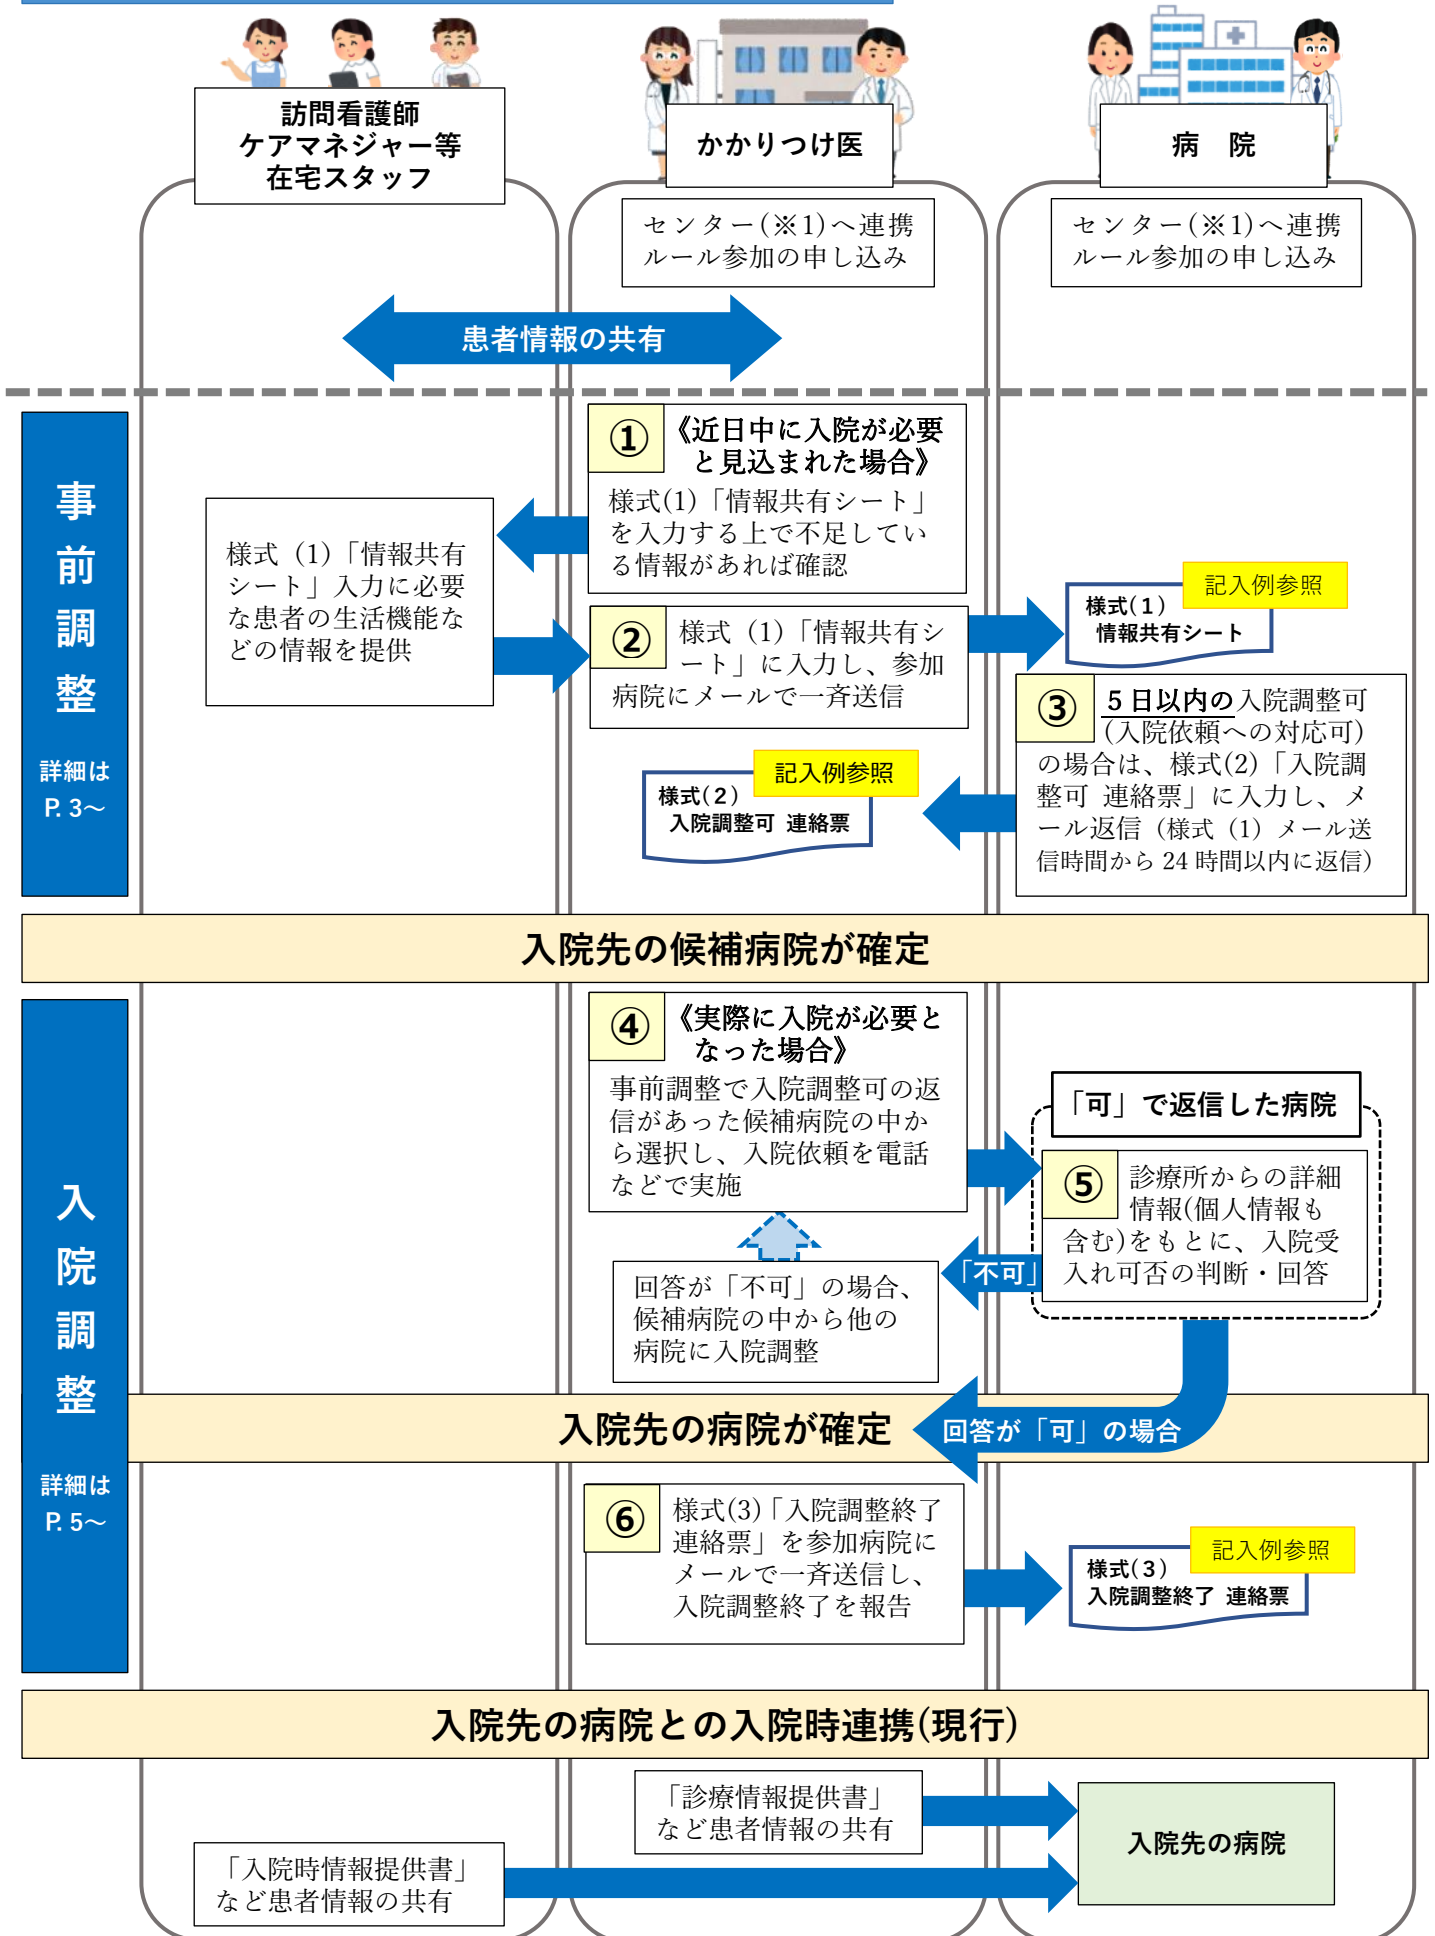 訪問看護師
ケアマネジャー等
在宅スタッフ
かかりつけ医
病　院
センター(※1)へ連携
ルール参加の申し込み
センター(※1)へ連携
ルール参加の申し込み
患者情報の共有
事前調整
詳細は
P. 3～
①
《近日中に入院が必要
と見込まれた場合》
様式(1)「情報共有シート」
を入力する上で不足してい
る情報があれば確認
様式（1）「情報共有
シート」入力に必要
な患者の生活機能な
どの情報を提供
②
様式（1）「情報共有シ
ート」に入力し、参加
病院にメールで一斉送信
記入例参照
様式(１)
情報共有シート
③
５日以内の入院調整可
(入院依頼への対応可)
の場合は、様式(2)「入院調
整可 連絡票」に入力し、メ
ール返信（様式（1）メール送
信時間から 24 時間以内に返信）
記入例参照
様式(２)
入院調整可 連絡票
入院先の候補病院が確定
入院調整
詳細は
P. 5～
④
《実際に入院が必要と
なった場合》
事前調整で入院調整可の返
信があった候補病院の中か
ら選択し、入院依頼を電話
などで実施
「可」で返信した病院
⑤
診療所からの詳細
情報(個人情報も
含む)をもとに、入院受
入れ可否の判断・回答
「不可」
回答が「不可」の場合、
候補病院の中から他の
病院に入院調整
入院先の病院が確定
回答が「可」の場合
⑥
様式(3)「入院調整終了
連絡票」を参加病院に
メールで一斉送信し、
入院調整終了を報告
記入例参照
様式(３)
入院調整終了 連絡票
入院先の病院との入院時連携(現行)
「診療情報提供書」
など患者情報の共有
入院先の病院
「入院時情報提供書」
など患者情報の共有